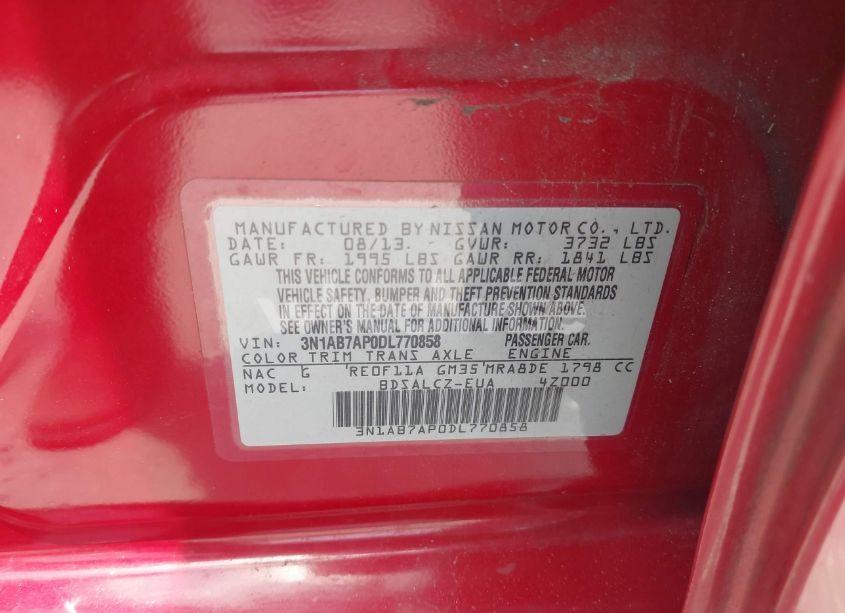 MANUFACTURED BY NISSAN MOTOR CO., LTD.
DATE: 08/13. GVWR: 3732 LBS
GAWR FR: 1995 LBS GAWR RR: 1841 LBS
THIS VEHICLE CONFORMS TO ALL APPLICABLE FEDERAL MOTOR
VEHICLE SAFETY, BUMPER AND THEFT PREVENTION STANDARDS
IN EFFECT ON THE DATE OF MANUFACTURE SHOWN ABOVE.
SEE OWNER'S MANUAL FOR ADDITIONAL INFORMATION.
VIN: 3N1AB7AP0DL770858 PASSENGER CAR.
COLOR TRIM TRANS AXLE ENGINE
NAC G RE0F11A GM35 MRA8DE 1798 CC
MODEL: BDSALCZ-EUA 4Z000
3N1AB7AP0DL770858